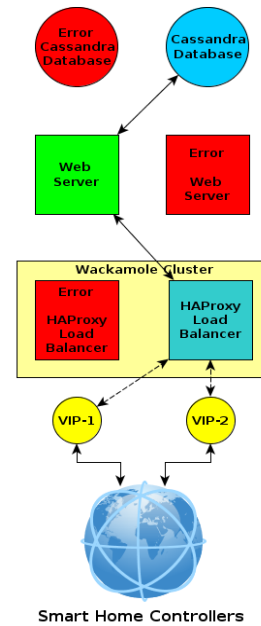 Error
Cassandra
Database
Cassandra
Database
Web
Server
Error
Web
Server
Wackamole Cluster
Error
HAProxy
Load
Balancer
HAProxy
Load
Balancer
VIP-1
VIP-2
Smart Home Controllers